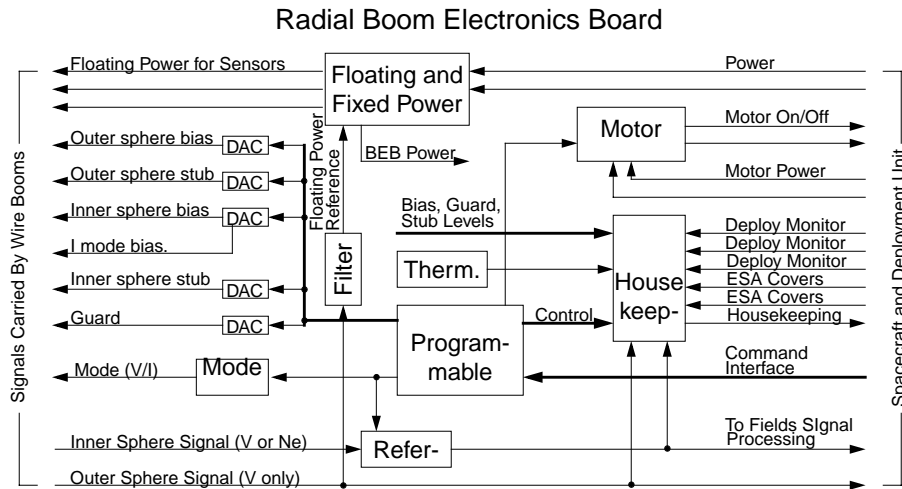 Radial Boom Electronics Board
Floating Power for Sensors
Floating and
Fixed Power
Power
Outer sphere bias
DAC
BEB Power
Motor
Motor On/Off
Outer sphere stub
DAC
Motor Power
Floating Power
Reference
Inner sphere bias
DAC
Bias, Guard,
Stub Levels
I mode bias.
Filter
Therm.
House
keep-
Deploy Monitor
Deploy Monitor
Deploy Monitor
ESA Covers
ESA Covers
Housekeeping
Inner sphere stub
DAC
Guard
DAC
Control
Program-
mable
Mode (V/I)
Mode
Command
Interface
Inner Sphere Signal (V or Ne)
Refer-
To Fields SIgnal
Processing
Outer Sphere Signal (V only)
Signals Carried By Wire Booms
Spacecraft and Deployment Unit